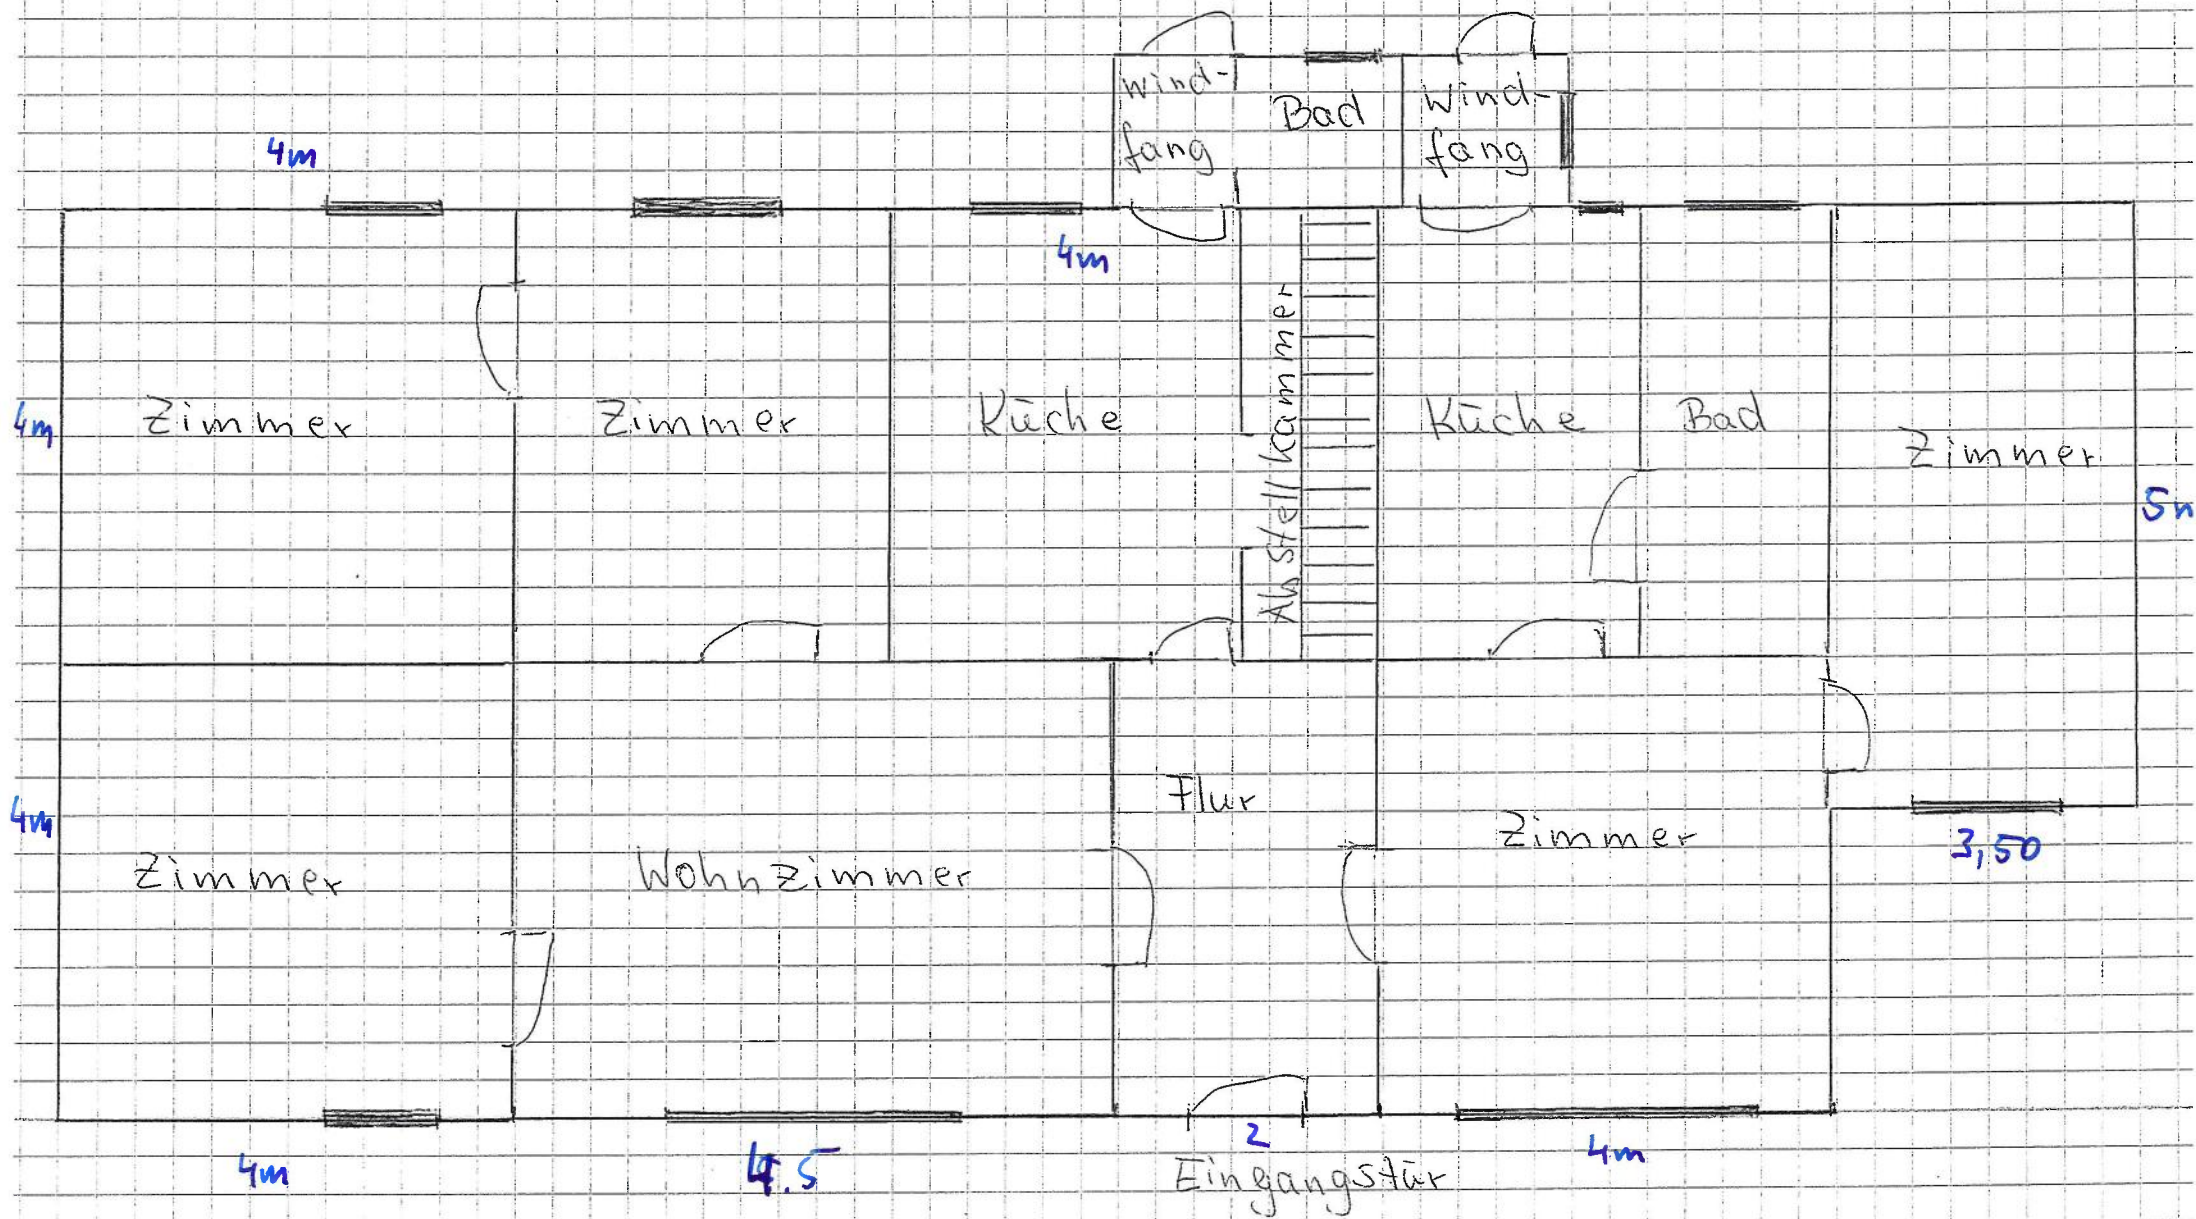 wind-
fang
Bad
Wind-
fang
4m
4m
4m
Zimmer
Zimmer
Küche
Abstellkammer
Küche
Bad
Zimmer
4m
Zimmer
Wohnzimmer
Flur
Zimmer
3,50
4m
4.5
2
Eingangstür
4m